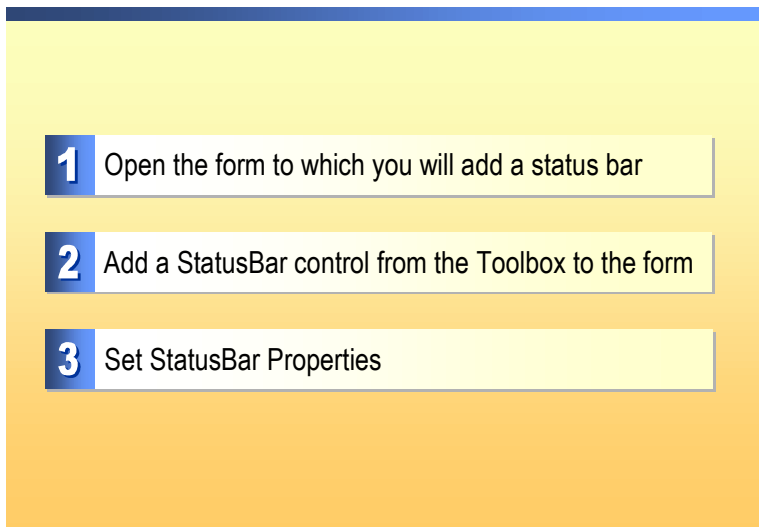 1 Open the form to which you will add a status bar
2 Add a StatusBar control from the Toolbox to the form
3 Set StatusBar Properties